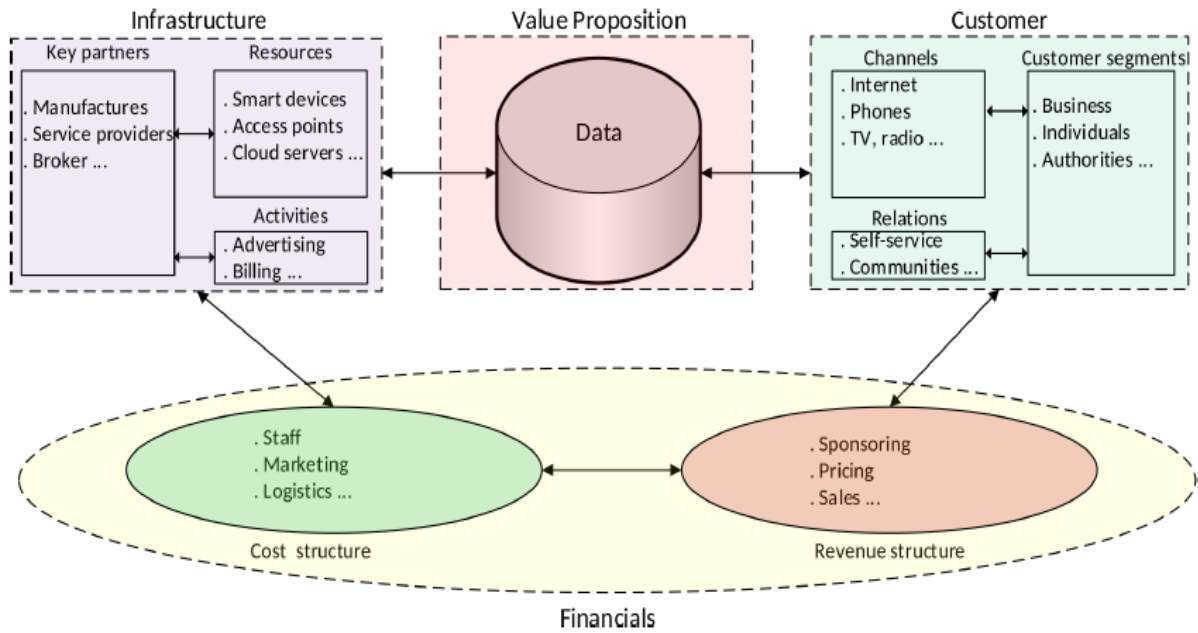 Infrastructure
Key partners
. Manufactures
. Service providers
. Broker ...
Resources
. Smart devices
. Access points
. Cloud servers ...
Activities
. Advertising
. Billing ...
Value Proposition
Data
Customer
Channels
. Internet
. Phones
. TV, radio ...
Relations
. Self-service
. Communities ...
Customer segments
. Business
. Individuals
. Authorities ...
. Staff
. Marketing
. Logistics ...
Cost structure
. Sponsoring
. Pricing
. Sales ...
Revenue structure
Financials